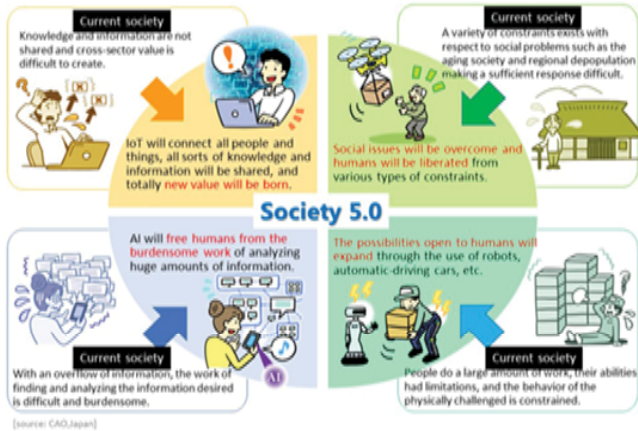 Current society
Knowledge and information are not
shared and cross-sector value is
difficult to create.
IoT will connect all people and
things, all sorts of knowledge and
information will be shared, and
totally new value will be born.
Current society
A variety of constraints exists with
respect to social problems such as the
aging society and regional depopulation
making a sufficient response difficult.
Social issues will be overcome and
humans will be liberated from
various types of constraints.
Society 5.0
AI will free humans from the
burdensome work of analyzing
huge amounts of information.
AI
Current society
With an overflow of information, the work of
finding and analyzing the information desired
is difficult and burdensome.
The possibilities open to humans will
expand through the use of robots,
automatic-driving cars, etc.
Current society
People do a large amount of work, their abilities
had limitations, and the behavior of the
physically challenged is constrained.
[source: CAO,Japan]